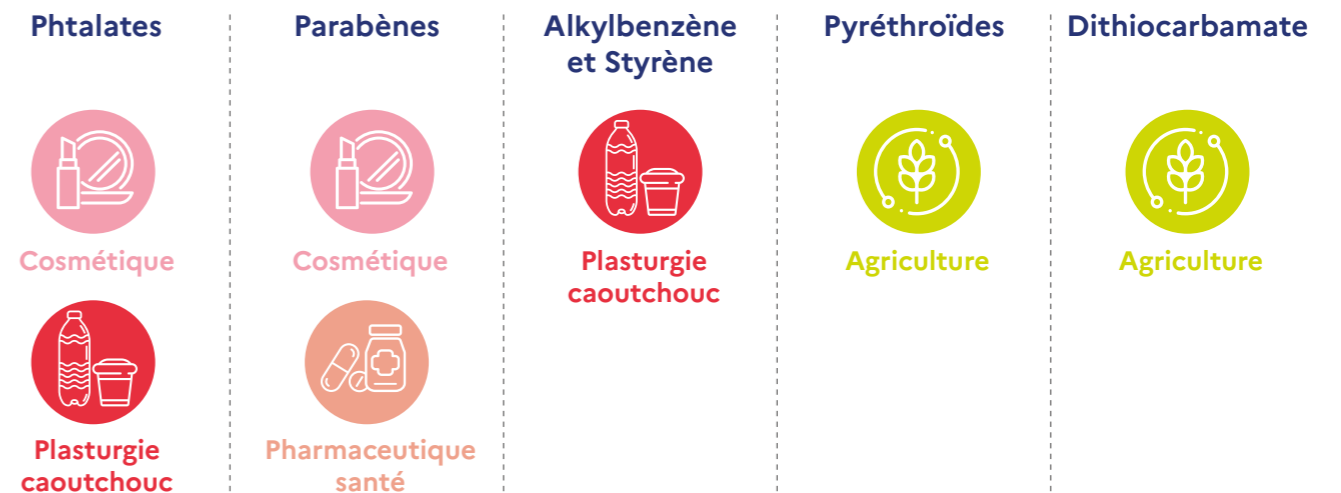 Phtalates
Cosmétique
Plasturgie
caoutchouc
Parabènes
Cosmétique
Pharmaceutique
santé
Alkylbenzène
et Styrène
Plasturgie
caoutchouc
Pyréthroïdes
Agriculture
Dithiocarbamate
Agriculture